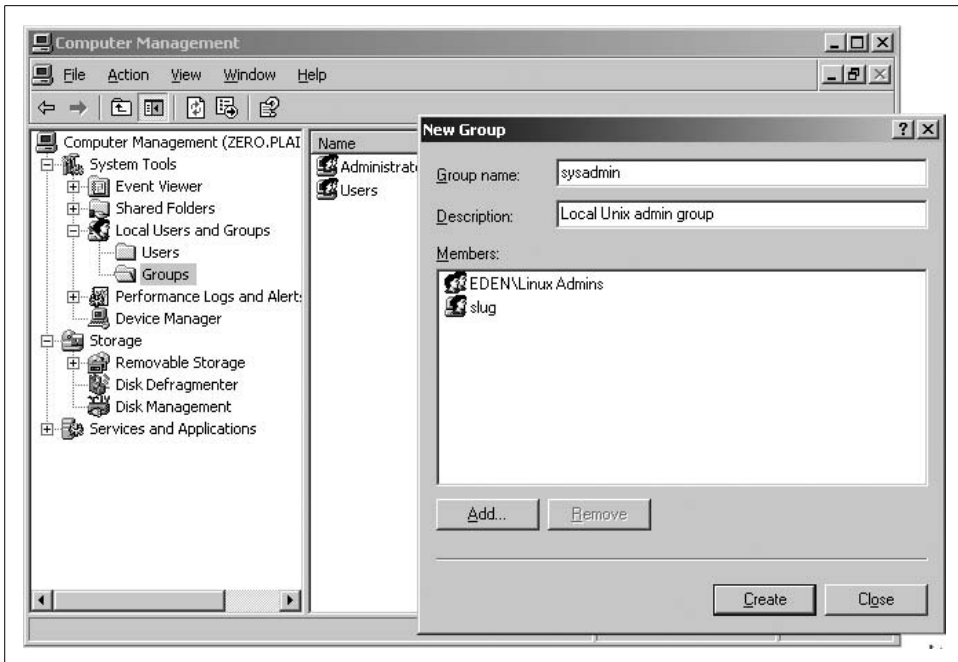 Computer Management
File Action View Window Help
Computer Management (ZERO.PLAI
System Tools
Event Viewer
Shared Folders
Local Users and Groups
Users
Groups
Performance Logs and Alert
Device Manager
Storage
Removable Storage
Disk Defragmenter
Disk Management
Services and Applications
Name
Administrat
Users
New Group
Group name: sysadmin
Description: Local Unix admin group
Members:
EDEN\Linux Admins
slug
Add... Remove
Create Close